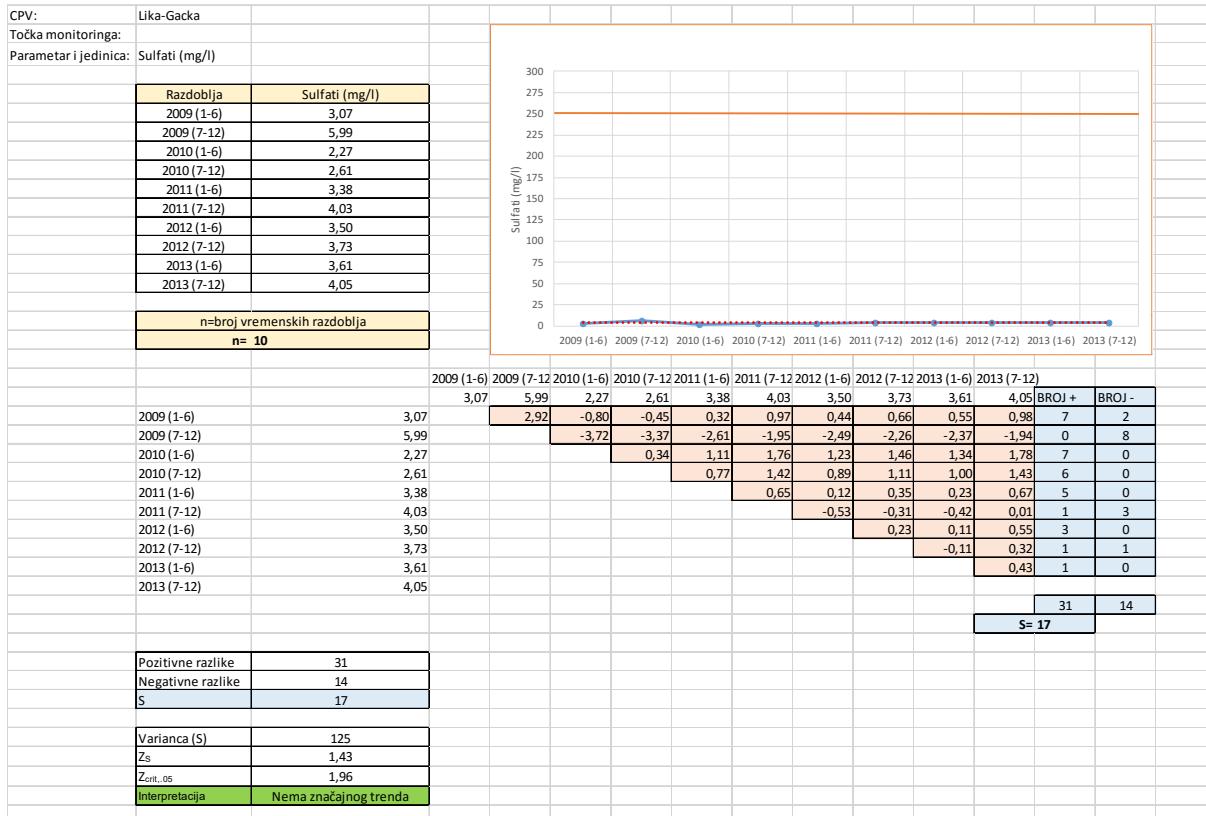 CPV: Lika-Gacka
Točka monitoringa:
Parametar i jedinica: Sulfati (mg/l)
Razdoblja Sulfati (mg/l)
2009 (1-6) 3,07
2009 (7-12) 5,99
2010 (1-6) 2,27
2010 (7-12) 2,61
2011 (1-6) 3,38
2011 (7-12) 4,03
2012 (1-6) 3,50
2012 (7-12) 3,73
2013 (1-6) 3,61
2013 (7-12) 4,05
n=broj vremenskih razdoblja
n= 10
Sulfati (mg/l)
300
275
250
225
200
175
150
125
100
75
50
25
0
2009 (1-6) 2009 (7-12) 2010 (1-6) 2010 (7-12) 2011 (1-6) 2011 (7-12) 2012 (1-6) 2012 (7-12) 2013 (1-6) 2013 (7-12)
2009 (1-6) 2009 (7-12 2010 (1-6) 2010 (7-12 2011 (1-6) 2011 (7-12 2012 (1-6) 2012 (7-12 2013 (1-6) 2013 (7-12)
3,07 5,99 2,27 2,61 3,38 4,03 3,50 3,73 3,61 4,05 BROJ + BROJ -
2009 (1-6) 3,07 2,92 -0,80 -0,45 0,32 0,97 0,44 0,66 0,55 0,98 7 2
2009 (7-12) 5,99 -3,72 -3,37 -2,61 -1,95 -2,49 -2,26 -2,37 -1,94 0 8
2010 (1-6) 2,27 0,34 1,11 1,76 1,23 1,46 1,34 1,78 7 0
2010 (7-12) 2,61 0,77 1,42 0,89 1,11 1,00 1,43 6 0
2011 (1-6) 3,38 0,65 0,12 0,35 0,23 0,67 5 0
2011 (7-12) 4,03 -0,53 -0,31 -0,42 0,01 1 3
2012 (1-6) 3,50 0,23 0,11 0,55 3 0
2012 (7-12) 3,73 -0,11 0,32 1 1
2013 (1-6) 3,61 0,43 1 0
2013 (7-12) 4,05
31 14
S= 17
Pozitivne razlike 31
Negativne razlike 14
S 17
Varianca (S) 125
Zs 1,43
Zcrit,.05 1,96
Interpretacija Nema značajnog trenda